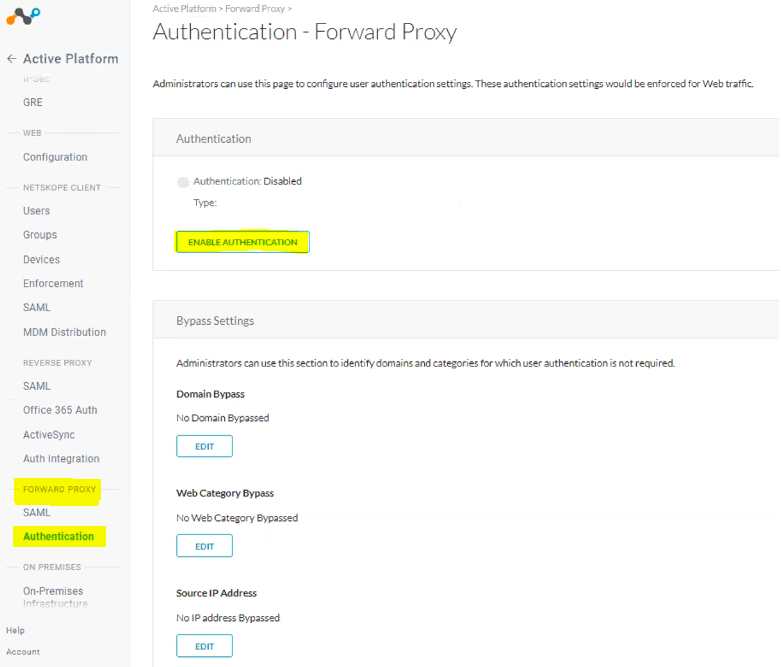 Active Platform > Forward Proxy >
Authentication - Forward Proxy
Administrators can use this page to configure user authentication settings. These authentication settings would be enforced for Web traffic.
Authentication
Authentication: Disabled
Type:
ENABLE AUTHENTICATION
Bypass Settings
Administrators can use this section to identify domains and categories for which user authentication is not required.
Domain Bypass
No Domain Bypassed
EDIT
Web Category Bypass
No Web Category Bypassed
EDIT
Source IP Address
No IP address Bypassed
EDIT
← Active Platform
IPSec
GRE
WEB
Configuration
NETSKOPE CLIENT
Users
Groups
Devices
Enforcement
SAML
MDM Distribution
REVERSE PROXY
SAML
Office 365 Auth
ActiveSync
Auth Integration
FORWARD PROXY
SAML
Authentication
ON PREMISES
On-Premises
Infrastructure
Help
Account